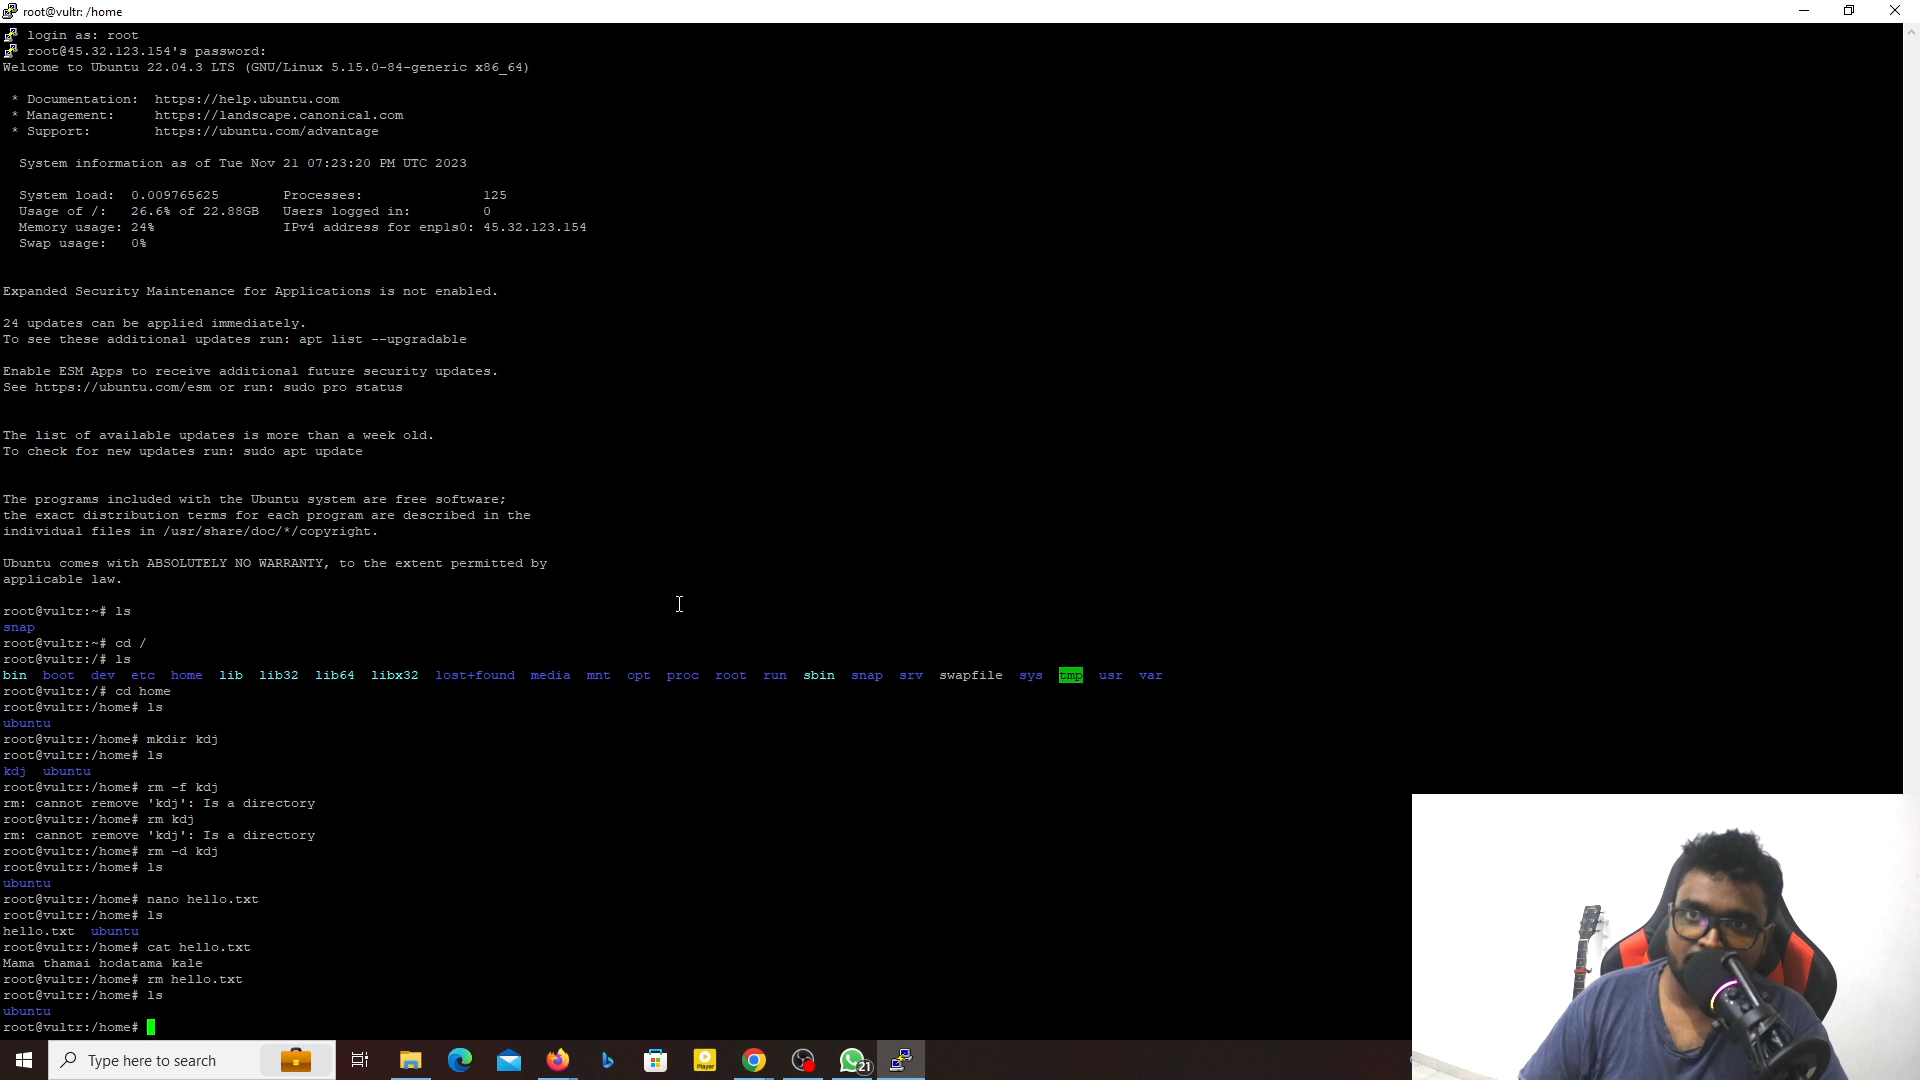 root@vultr: /home
login as: root
root@45.32.123.154's password:
Welcome to Ubuntu 22.04.3 LTS (GNU/Linux 5.15.0-84-generic x86_64)
* Documentation:  https://help.ubuntu.com
* Management:     https://landscape.canonical.com
* Support:        https://ubuntu.com/advantage
System information as of Tue Nov 21 07:23:20 PM UTC 2023
System load:  0.009765625        Processes:               125
Usage of /:   26.6% of 22.88GB   Users logged in:         0
Memory usage: 24%                IPv4 address for enp1s0: 45.32.123.154
Swap usage:   0%
Expanded Security Maintenance for Applications is not enabled.
24 updates can be applied immediately.
To see these additional updates run: apt list --upgradable
Enable ESM Apps to receive additional future security updates.
See https://ubuntu.com/esm or run: sudo pro status
The list of available updates is more than a week old.
To check for new updates run: sudo apt update
The programs included with the Ubuntu system are free software;
the exact distribution terms for each program are described in the
individual files in /usr/share/doc/*/copyright.
Ubuntu comes with ABSOLUTELY NO WARRANTY, to the extent permitted by
applicable law.
root@vultr:~# ls
snap
root@vultr:~# cd /
root@vultr:/# ls
bin  boot  dev  etc  home  lib  lib32  lib64  libx32  lost+found  media  mnt  opt  proc  root  run  sbin  snap  srv  swapfile  sys  tmp  usr  var
root@vultr:/# cd home
root@vultr:/home# ls
ubuntu
root@vultr:/home# mkdir kdj
root@vultr:/home# ls
kdj  ubuntu
root@vultr:/home# rm -f kdj
rm: cannot remove 'kdj': Is a directory
root@vultr:/home# rm kdj
rm: cannot remove 'kdj': Is a directory
root@vultr:/home# rm -d kdj
root@vultr:/home# ls
ubuntu
root@vultr:/home# nano hello.txt
root@vultr:/home# ls
hello.txt  ubuntu
root@vultr:/home# cat hello.txt
Mama thamai hodatama kale
root@vultr:/home# rm hello.txt
root@vultr:/home# ls
ubuntu
root@vultr:/home#
Type here to search
Player
21